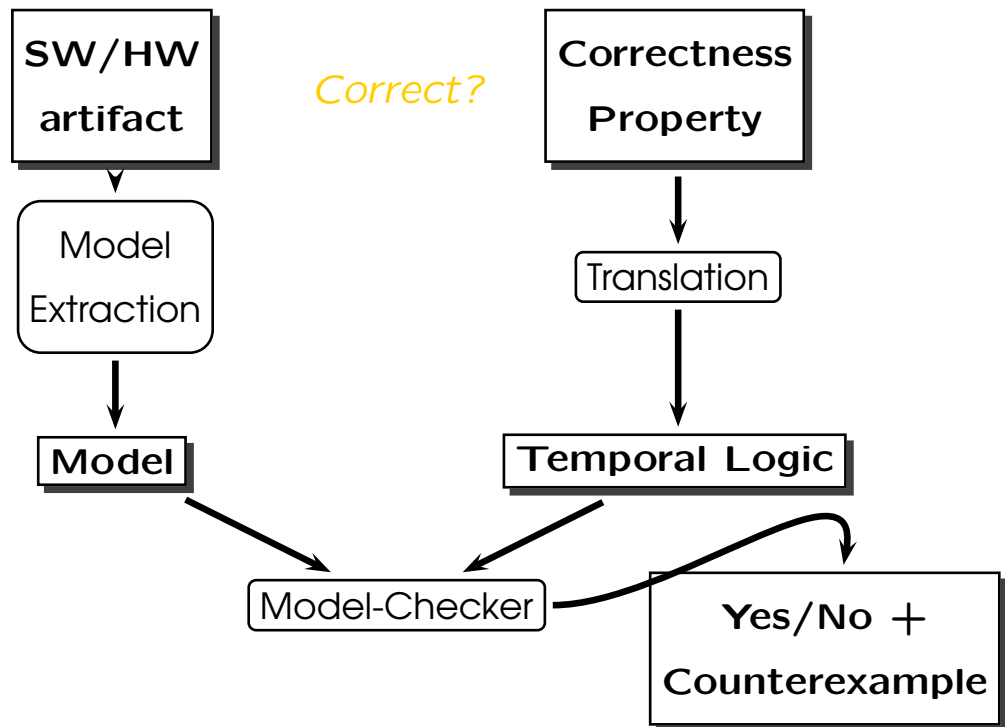 SW/HW
artifact
Correct?
Correctness
Property
Model
Extraction
Translation
Model
Temporal Logic
Model-Checker
Yes/No +
Counterexample